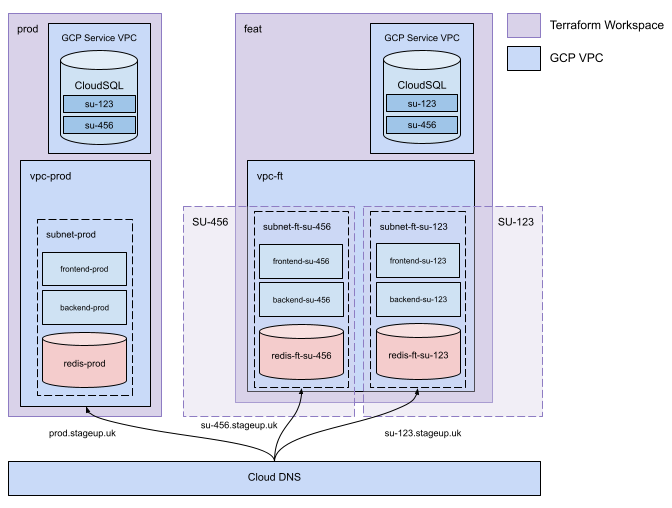 prod
GCP Service VPC
CloudSQL
su-123
su-456
vpc-prod
subnet-prod
frontend-prod
backend-prod
redis-prod
feat
GCP Service VPC
CloudSQL
su-123
su-456
vpc-ft
SU-456
subnet-ft-su-456
frontend-su-456
backend-su-456
redis-ft-su-456
subnet-ft-su-123
frontend-su-123
backend-su-123
redis-ft-su-123
SU-123
Terraform Workspace
GCP VPC
prod.stageup.uk
su-456.stageup.uk
su-123.stageup.uk
Cloud DNS